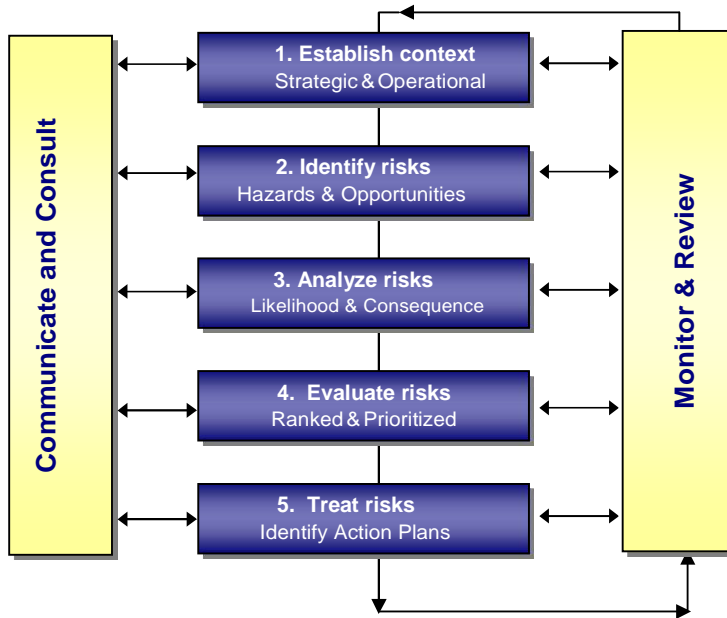 Communicate and Consult
1. Establish context
Strategic & Operational
2. Identify risks
Hazards & Opportunities
3. Analyze risks
Likelihood & Consequence
4. Evaluate risks
Ranked & Prioritized
5. Treat risks
Identify Action Plans
Monitor & Review